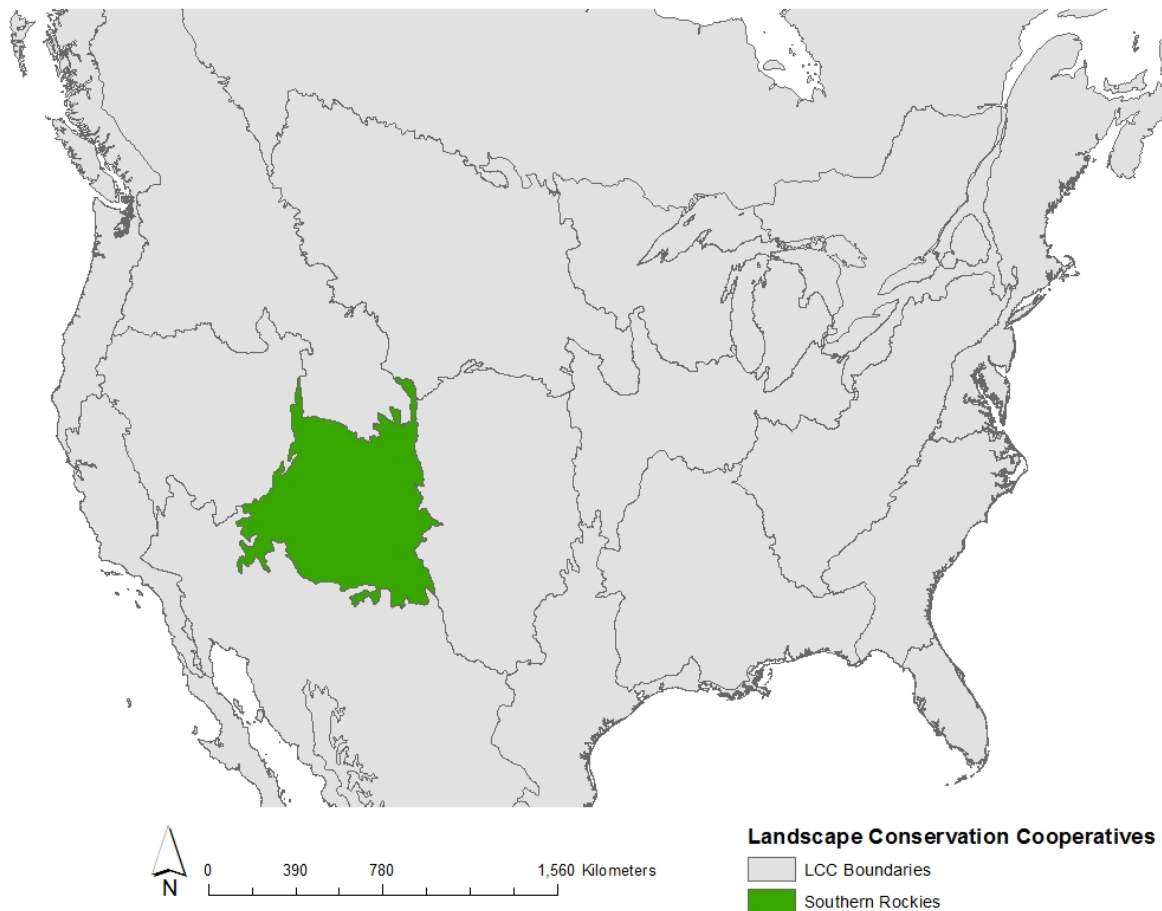 N
0 390 780 1,560 Kilometers
Landscape Conservation Cooperatives
LCC Boundaries
Southern Rockies